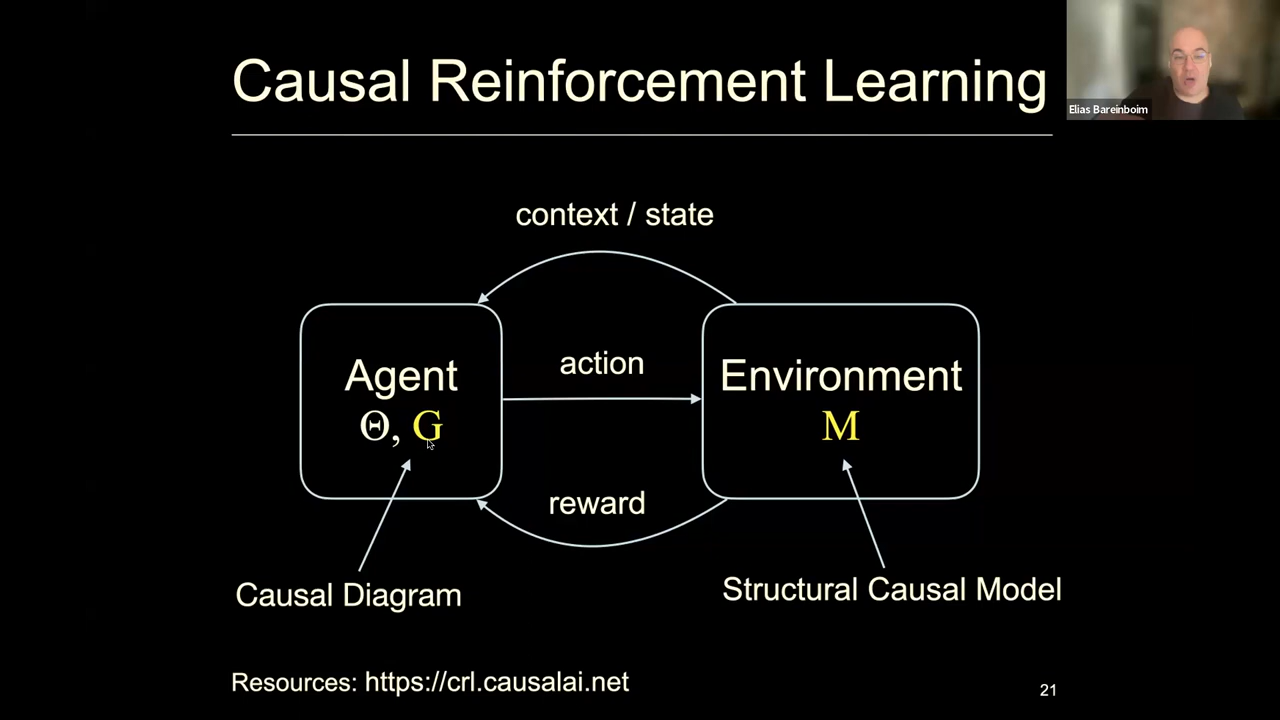 Causal Reinforcement Learning
Elias Bareinboim
context / state
Agent
Θ, G
action
Environment
M
reward
Causal Diagram
Structural Causal Model
Resources: https://crl.causalai.net
21